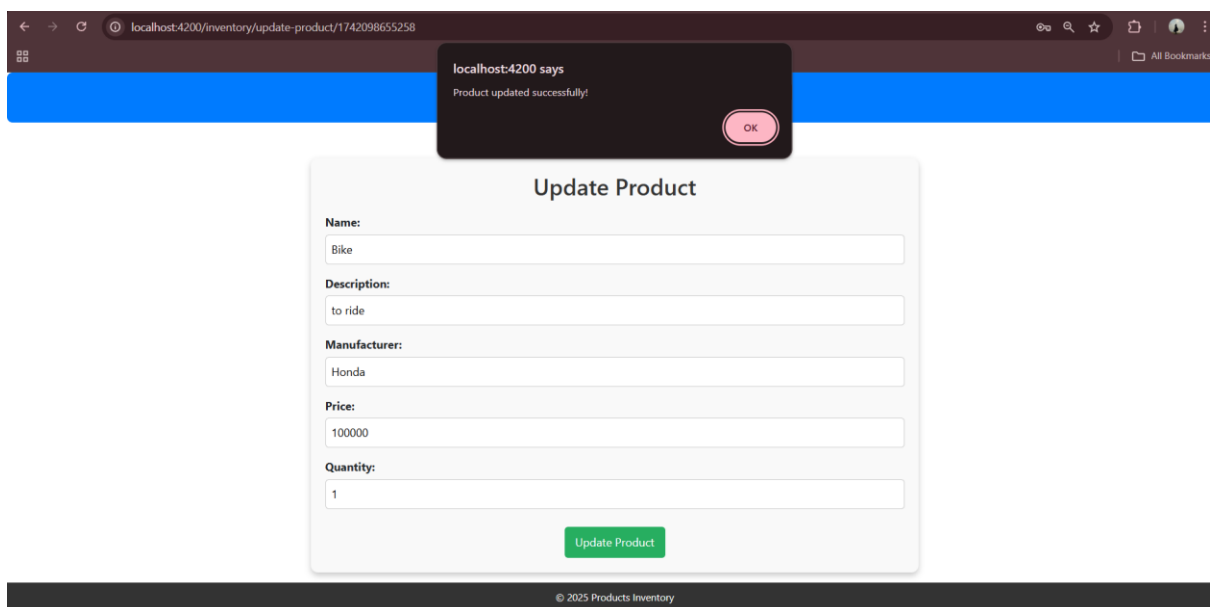 localhost:4200/inventory/update-product/1742098655258
All Bookmarks
localhost:4200 says
Product updated successfully!
OK
Update Product
Name:
Bike
Description:
to ride
Manufacturer:
Honda
Price:
100000
Quantity:
1
Update Product
© 2025 Products Inventory